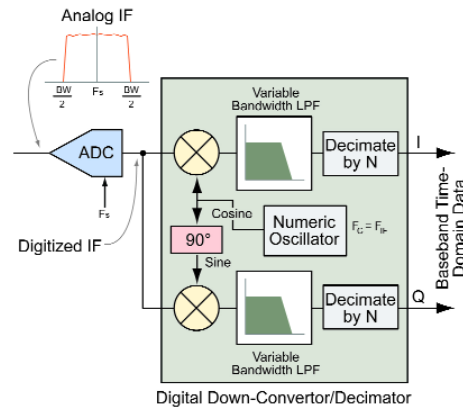 Analog IF
BW
2
Fs
BW
2
ADC
Fs
Digitized IF
Variable
Bandwidth LPF
Decimate
by N
I
Cosine
90°
Sine
Numeric
Oscillator
Baseband Time-
Domain Data
Decimate
by N
Q
Variable
Bandwidth LPF
Digital Down-Convertor/Decimator